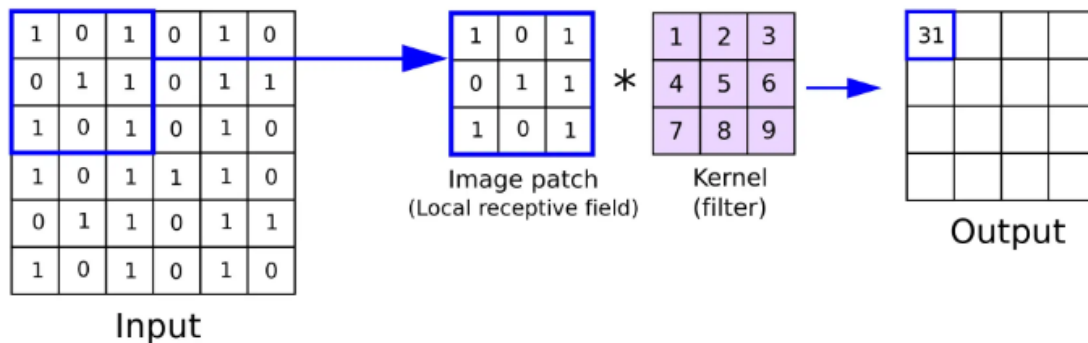 1 0 1 0 1 0
0 1 1 0 1 1
1 0 1 0 1 0
1 0 1 1 1 0
0 1 1 0 1 1
1 0 1 0 1 0
Input
1 0 1
0 1 1
1 0 1
Image patch
(Local receptive field)
*
1 2 3
4 5 6
7 8 9
Kernel
(filter)
31
Output